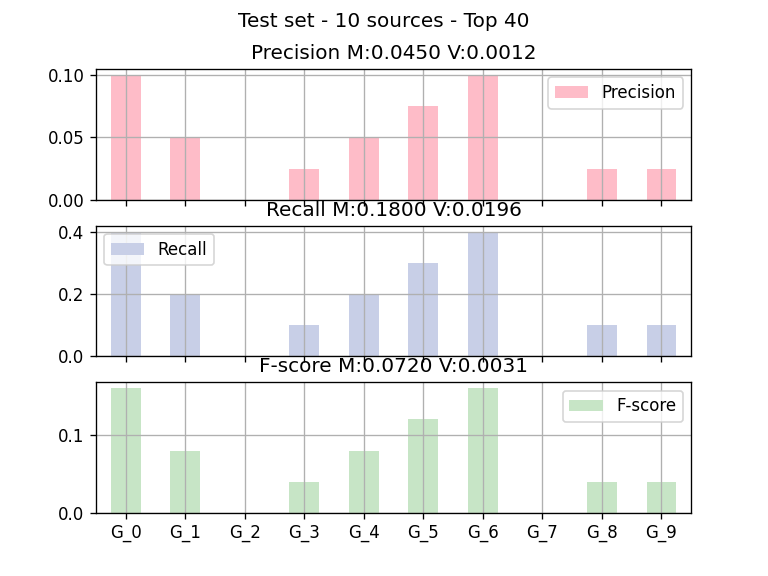 Test set - 10 sources - Top 40
Precision M:0.0450 V:0.0012
0.10
0.05
0.00
Precision
Recall M:0.1800 V:0.0196
0.4
0.2
0.0
Recall
F-score M:0.0720 V:0.0031
0.1
0.0
F-score
G_0 G_1 G_2 G_3 G_4 G_5 G_6 G_7 G_8 G_9